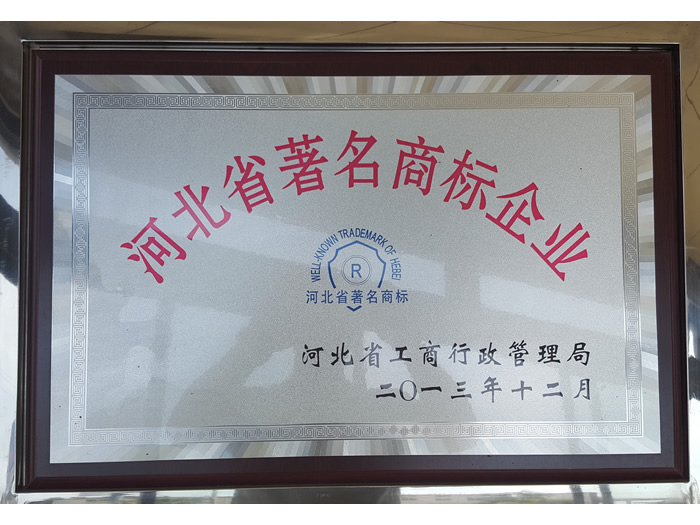 河北省著名商标企业
WELL-KNOWN TRADEMARK OF HEBEI
R
河北省著名商标
河北省工商行政管理局
二〇一三年十二月